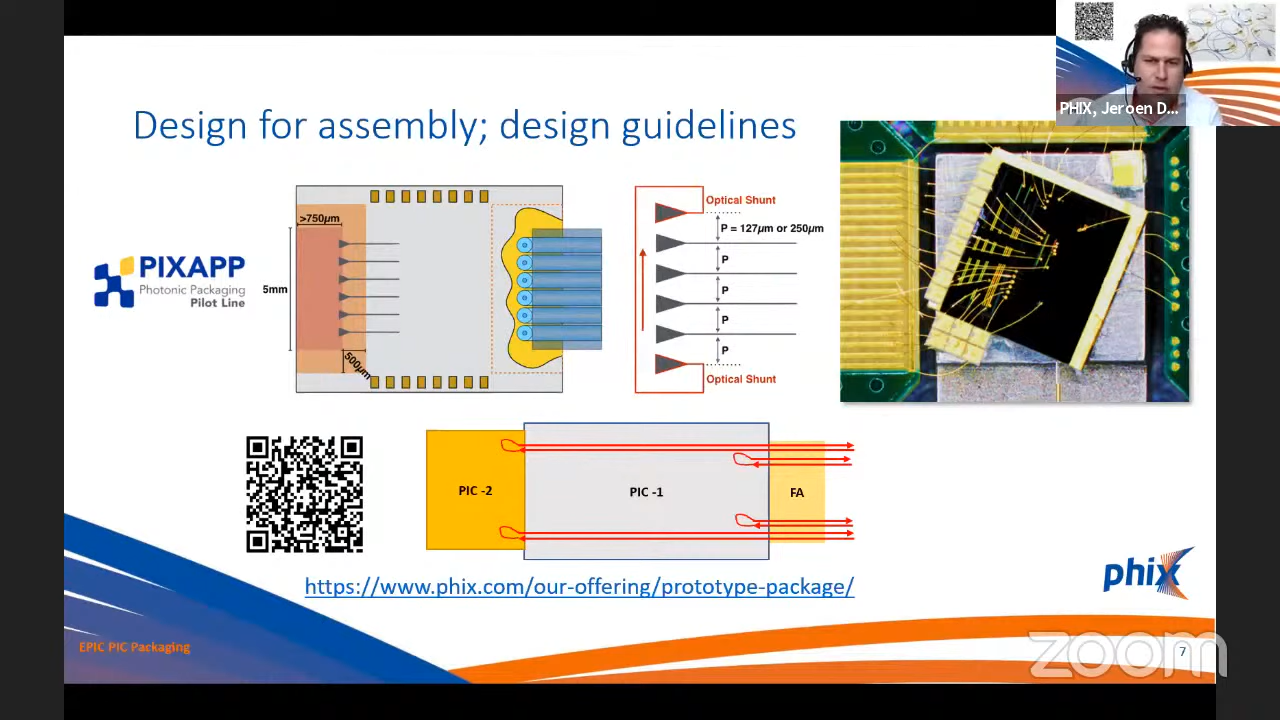 PHIX, Jeroen D...
Design for assembly; design guidelines
PIXAPP
Photonic Packaging
Pilot Line
>750µm
5mm
500µm
Optical Shunt
P = 127µm or 250µm
P
P
P
P
Optical Shunt
PIC -2
PIC -1
FA
https://www.phix.com/our-offering/prototype-package/
phix
EPIC PIC Packaging
zoom
7